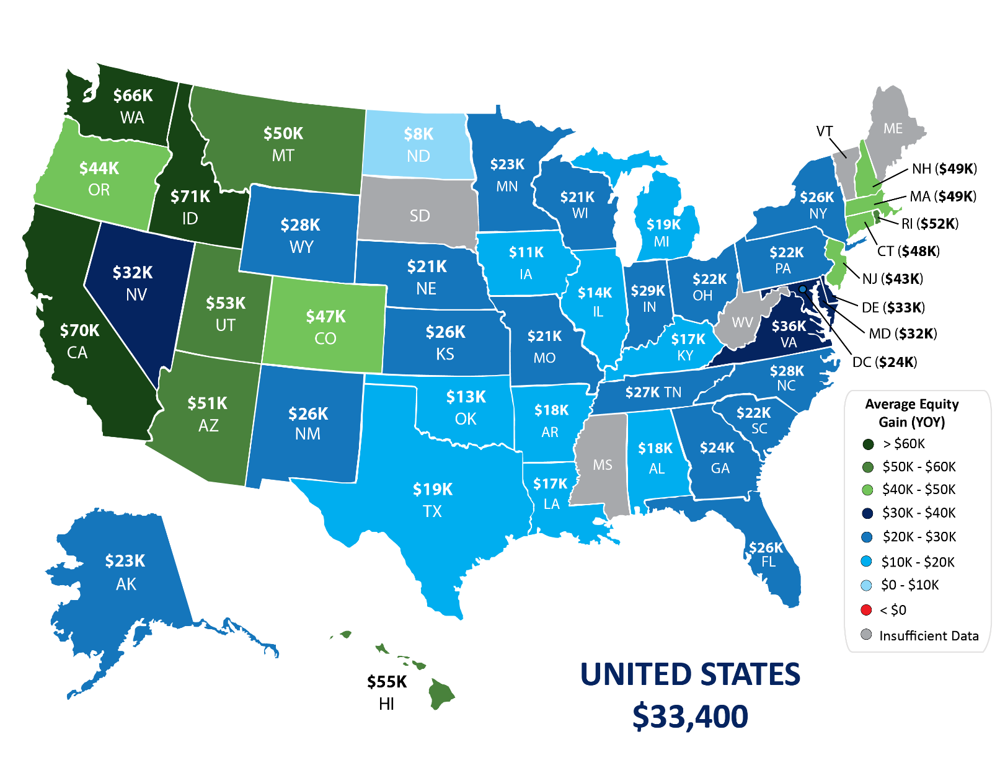 $66K
WA
$50K
MT
$8K
ND
$44K
OR
$71K
ID
$23K
MN
VT
ME
NH ($49K)
SD
$28K
WY
$21K
WI
$19K
MI
$26K
NY
MA ($49K)
RI ($52K)
CT ($48K)
$32K
NV
$21K
NE
$11K
IA
$22K
PA
NJ ($43K)
$53K
UT
$47K
CO
$14K
IL
$29K
IN
$22K
OH
DE ($33K)
MD ($32K)
DC ($24K)
$70K
CA
$26K
KS
$21K
MO
WV
$36K
VA
$17K
KY
$27K TN
$28K
NC
$51K
AZ
$26K
NM
$13K
OK
$18K
AR
$22K
SC
MS
$18K
AL
$24K
GA
$19K
TX
$17K
LA
$26K
FL
Average Equity
Gain (YOY)
> $60K
$50K - $60K
$40K - $50K
$30K - $40K
$20K - $30K
$10K - $20K
$0 - $10K
< $0
Insufficient Data
$23K
AK
$55K
HI
UNITED STATES
$33,400